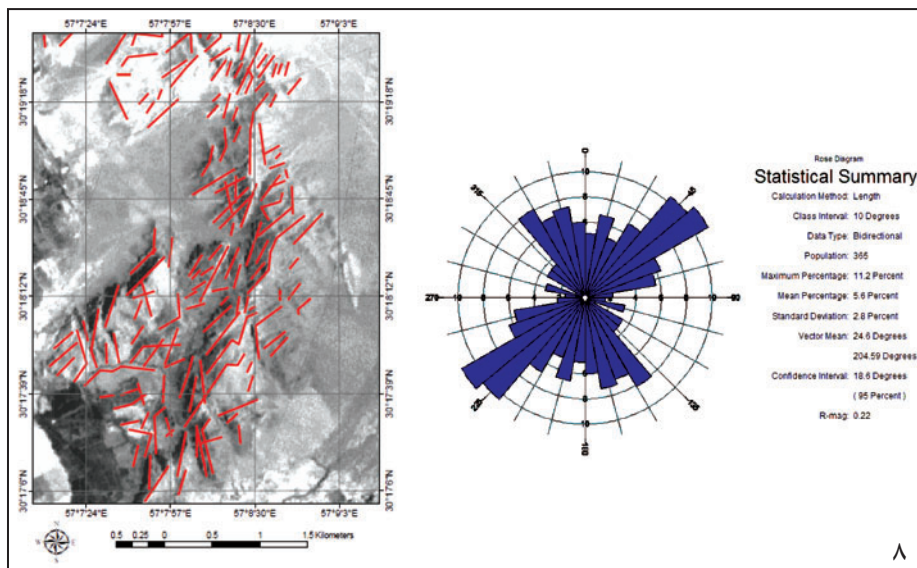 57°7'24"E 57°7'57"E 57°8'30"E 57°9'3"E
30°19'18"N 30°19'18"N
30°18'45"N 30°18'45"N
30°18'12"N 30°18'12"N
30°17'39"N 30°17'39"N
30°17'6"N 30°17'6"N
57°7'24"E 57°7'57"E 57°8'30"E 57°9'3"E
N
W E
S
0.5 0.25 0 0.5 1 1.5 Kilometers
0
315 45
270 90
225 135
180
Rose Diagram
Statistical Summary
Calculation Method: Length
Class Interval: 10 Degrees
Data Type: Bidirectional
Population: 365
Maximum Percentage: 11.2 Percent
Mean Percentage: 5.6 Percent
Standard Deviation: 2.8 Percent
Vector Mean: 24.6 Degrees
204.59 Degrees
Confidence Interval: 18.6 Degrees
(95 Percent)
R-mag: 0.22
۸